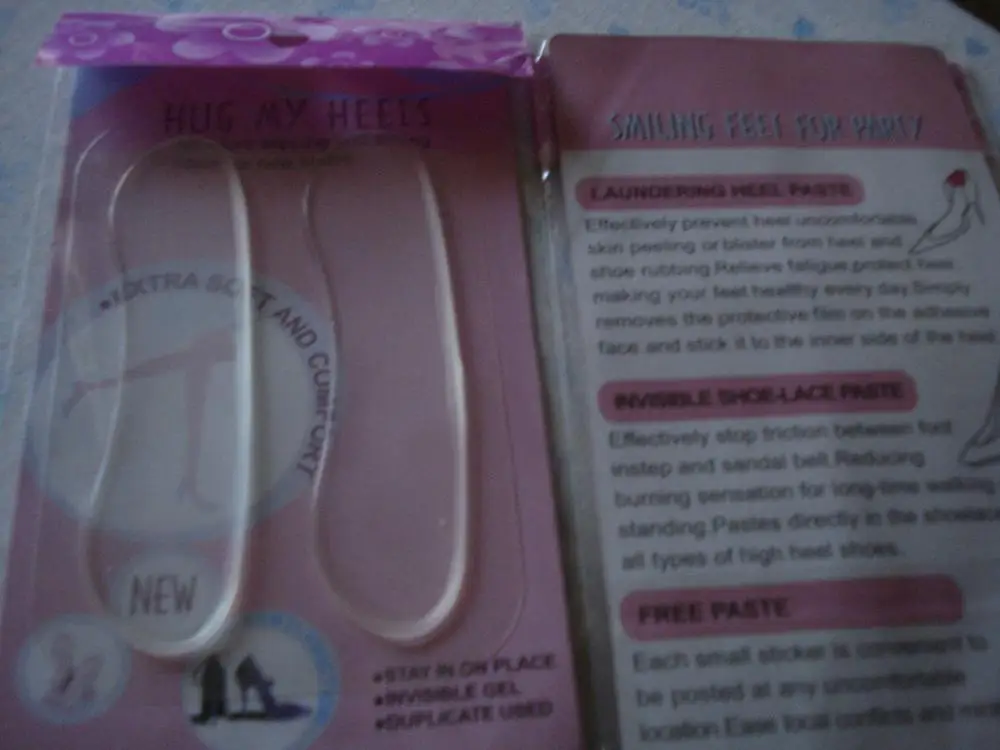 HUG MY HEELS
•EXTRA SOFT AND COMFORT
NEW
•STAY IN ON PLACE
•INVISIBLE GEL
•DUPLICATE USED
SMILING FEET FOR PARTY
LAUNDERING HEEL PASTE
Effectively prevent heel uncomfortable
skin peeling or blister from heel and
shoe rubbing.Relieve fatigue,protect heel
making your feet healthy every day.Simply
removes the protective film on the adhesive
face and stick it to the inner side of the heel
INVISIBLE SHOE-LACE PASTE
Effectively stop friction between foot
instep and sandal belt.Reducing
burning sensation for long-time walking
standing.Pastes directly in the shoelace
all types of high heel shoes.
FREE PASTE
Each small sticker is convenient to
be posted at any uncomfortable
location.Ease local and